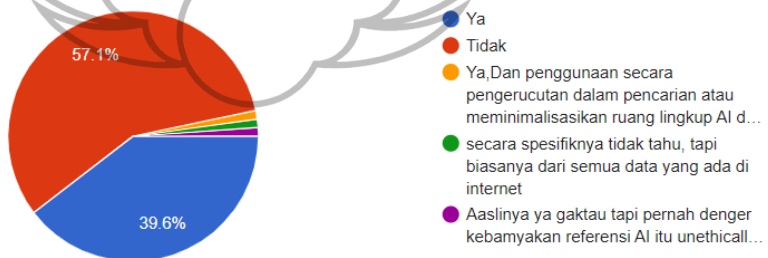 57.1%
39.6%
Ya
Tidak
Ya,Dan penggunaan secara
pengerucutan dalam pencarian atau
meminimalisasikan ruang lingkup AI d...
secara spesifiknya tidak tahu, tapi
biasanya dari semua data yang ada di
internet
Aaslinya ya gaktau tapi pernah denger
kebamyakan referensi AI itu unethicall...